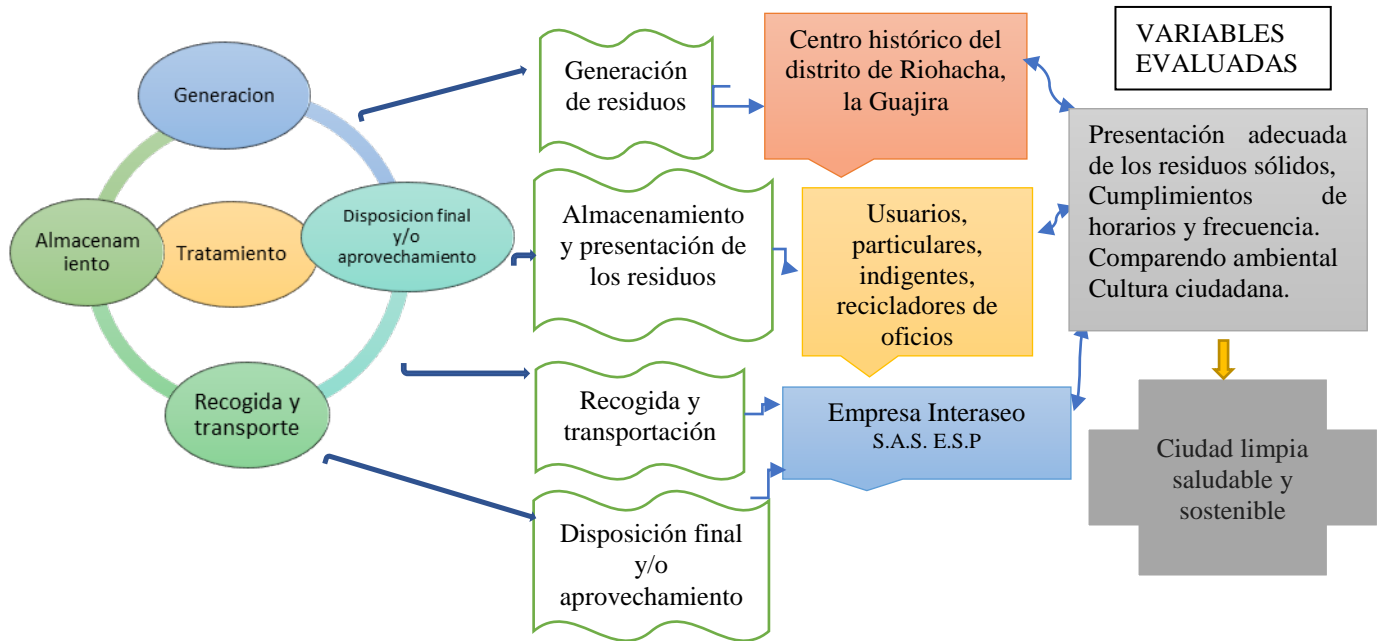 Generacion
Almacenam
iento
Tratamiento
Disposicion final
y/o
aprovechamiento
Recogida y
transporte
Generación
de residuos
Almacenamiento
y presentación de
los residuos
Recogida y
transportación
Disposición final
y/o
aprovechamiento
Centro histórico del
distrito de Riohacha,
la Guajira
Usuarios,
particulares,
indigentes,
recicladores de
oficios
Empresa Interaseo
S.A.S. E.S.P
VARIABLES
EVALUADAS
Presentación adecuada
de los residuos sólidos,
Cumplimientos de
horarios y frecuencia.
Comparendo ambiental
Cultura ciudadana.
Ciudad limpia
saludable y
sostenible